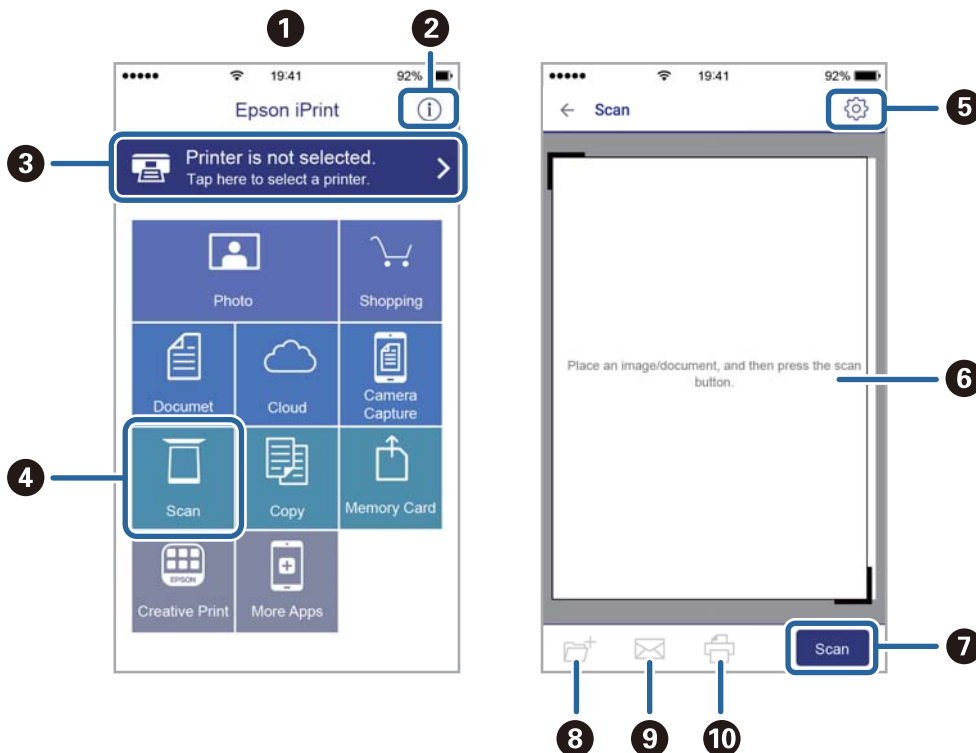 1
2
19:41
92%
Epson iPrint
i
3
Printer is not selected.
Tap here to select a printer.
Photo
Shopping
Documet
Cloud
Camera
Capture
4
Scan
Copy
Memory Card
EPSON
Creative Print
More Apps
19:41
92%
Scan
5
Place an image/document, and then press the scan
button.
6
Scan
7
8
9
10